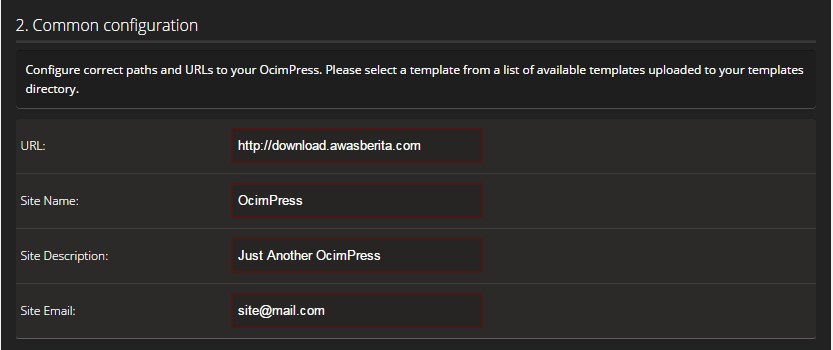 2. Common configuration
Configure correct paths and URLs to your OcimPress. Please select a template from a list of available templates uploaded to your templates
directory.
URL: http://download.awasberita.com
Site Name: OcimPress
Site Description: Just Another OcimPress
Site Email: site@mail.com